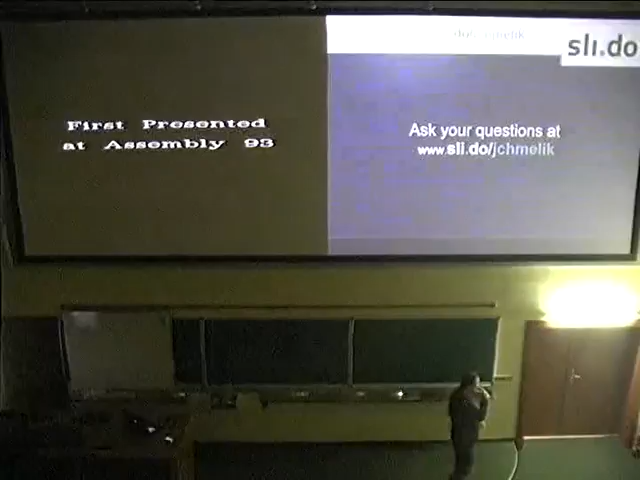 First Presented
at Assembly 93
sli.do
Ask your questions at
www.sli.do/jchmelik